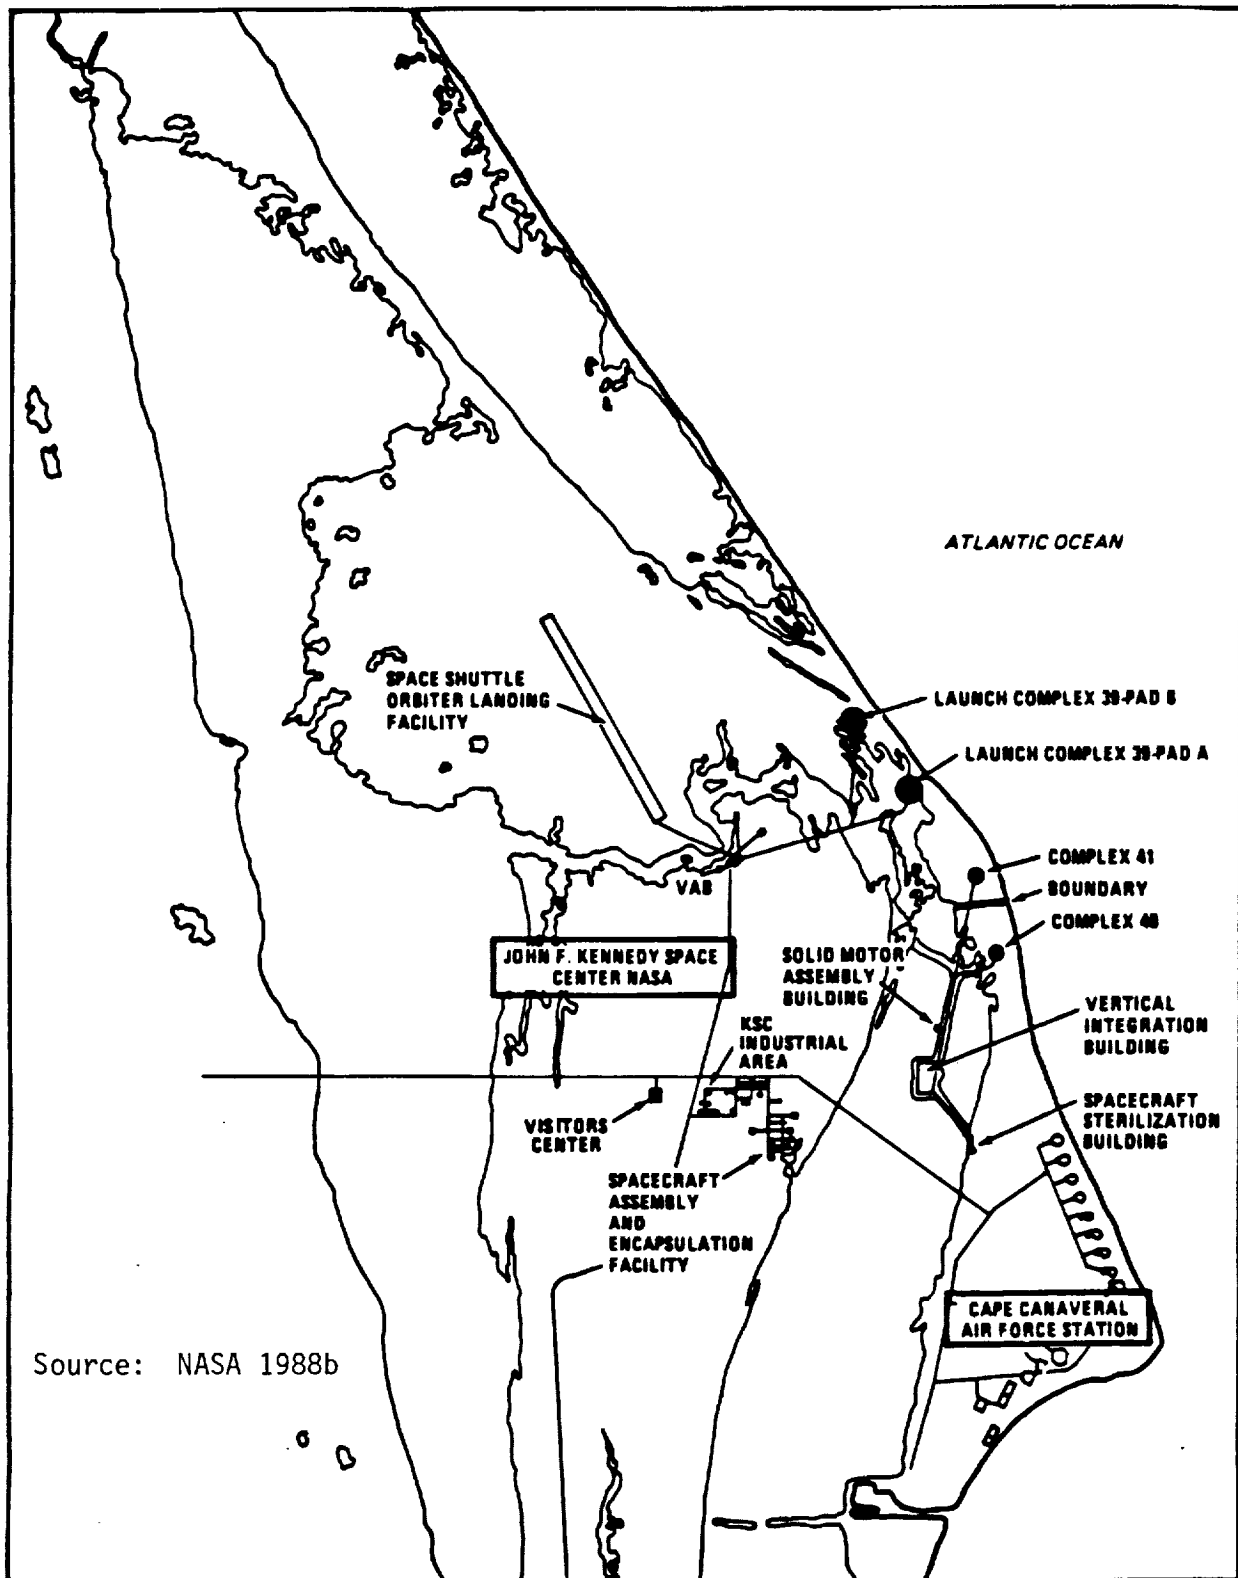 ATLANTIC OCEAN
SPACE SHUTTLE
ORBITER LANDING
FACILITY
LAUNCH COMPLEX 39-PAD B
LAUNCH COMPLEX 39-PAD A
COMPLEX 41
BOUNDARY
COMPLEX 40
VAB
JOHN F. KENNEDY SPACE
CENTER NASA
SOLID MOTOR
ASSEMBLY
BUILDING
VERTICAL
INTEGRATION
BUILDING
KSC
INDUSTRIAL
AREA
VISITORS
CENTER
SPACECRAFT
STERILIZATION
BUILDING
SPACECRAFT
ASSEMBLY
AND
ENCAPSULATION
FACILITY
CAPE CANAVERAL
AIR FORCE STATION
Source: NASA 1988b